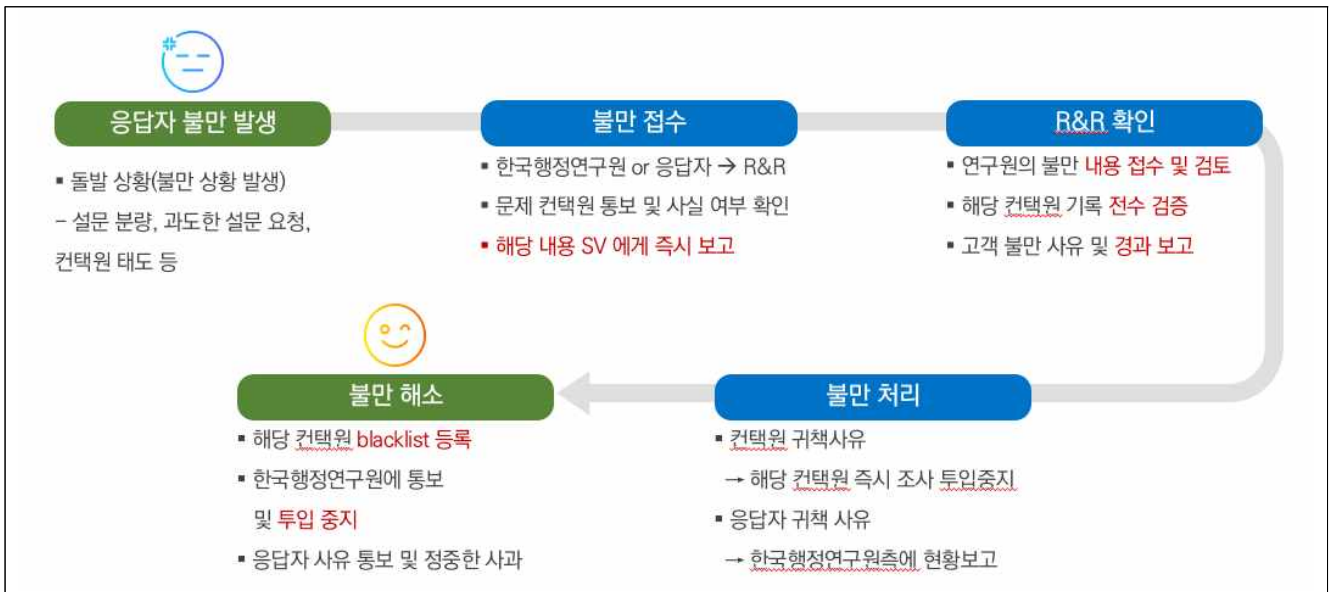 응답자 불만 발생
▪ 돌발 상황(불만 상황 발생)
– 설문 분량, 과도한 설문 요청,
컨택원 태도 등
불만 접수
▪ 한국행정연구원 or 응답자 → R&R
▪ 문제 컨택원 통보 및 사실 여부 확인
▪ 해당 내용 SV 에게 즉시 보고
R&R 확인
▪ 연구원의 불만 내용 접수 및 검토
▪ 해당 컨택원 기록 전수 검증
▪ 고객 불만 사유 및 경과 보고
불만 처리
▪ 컨택원 귀책사유
→ 해당 컨택원 즉시 조사 투입중지
▪ 응답자 귀책 사유
→ 한국행정연구원측에 현황보고
불만 해소
▪ 해당 컨택원 blacklist 등록
▪ 한국행정연구원에 통보
및 투입 중지
▪ 응답자 사유 통보 및 정중한 사과